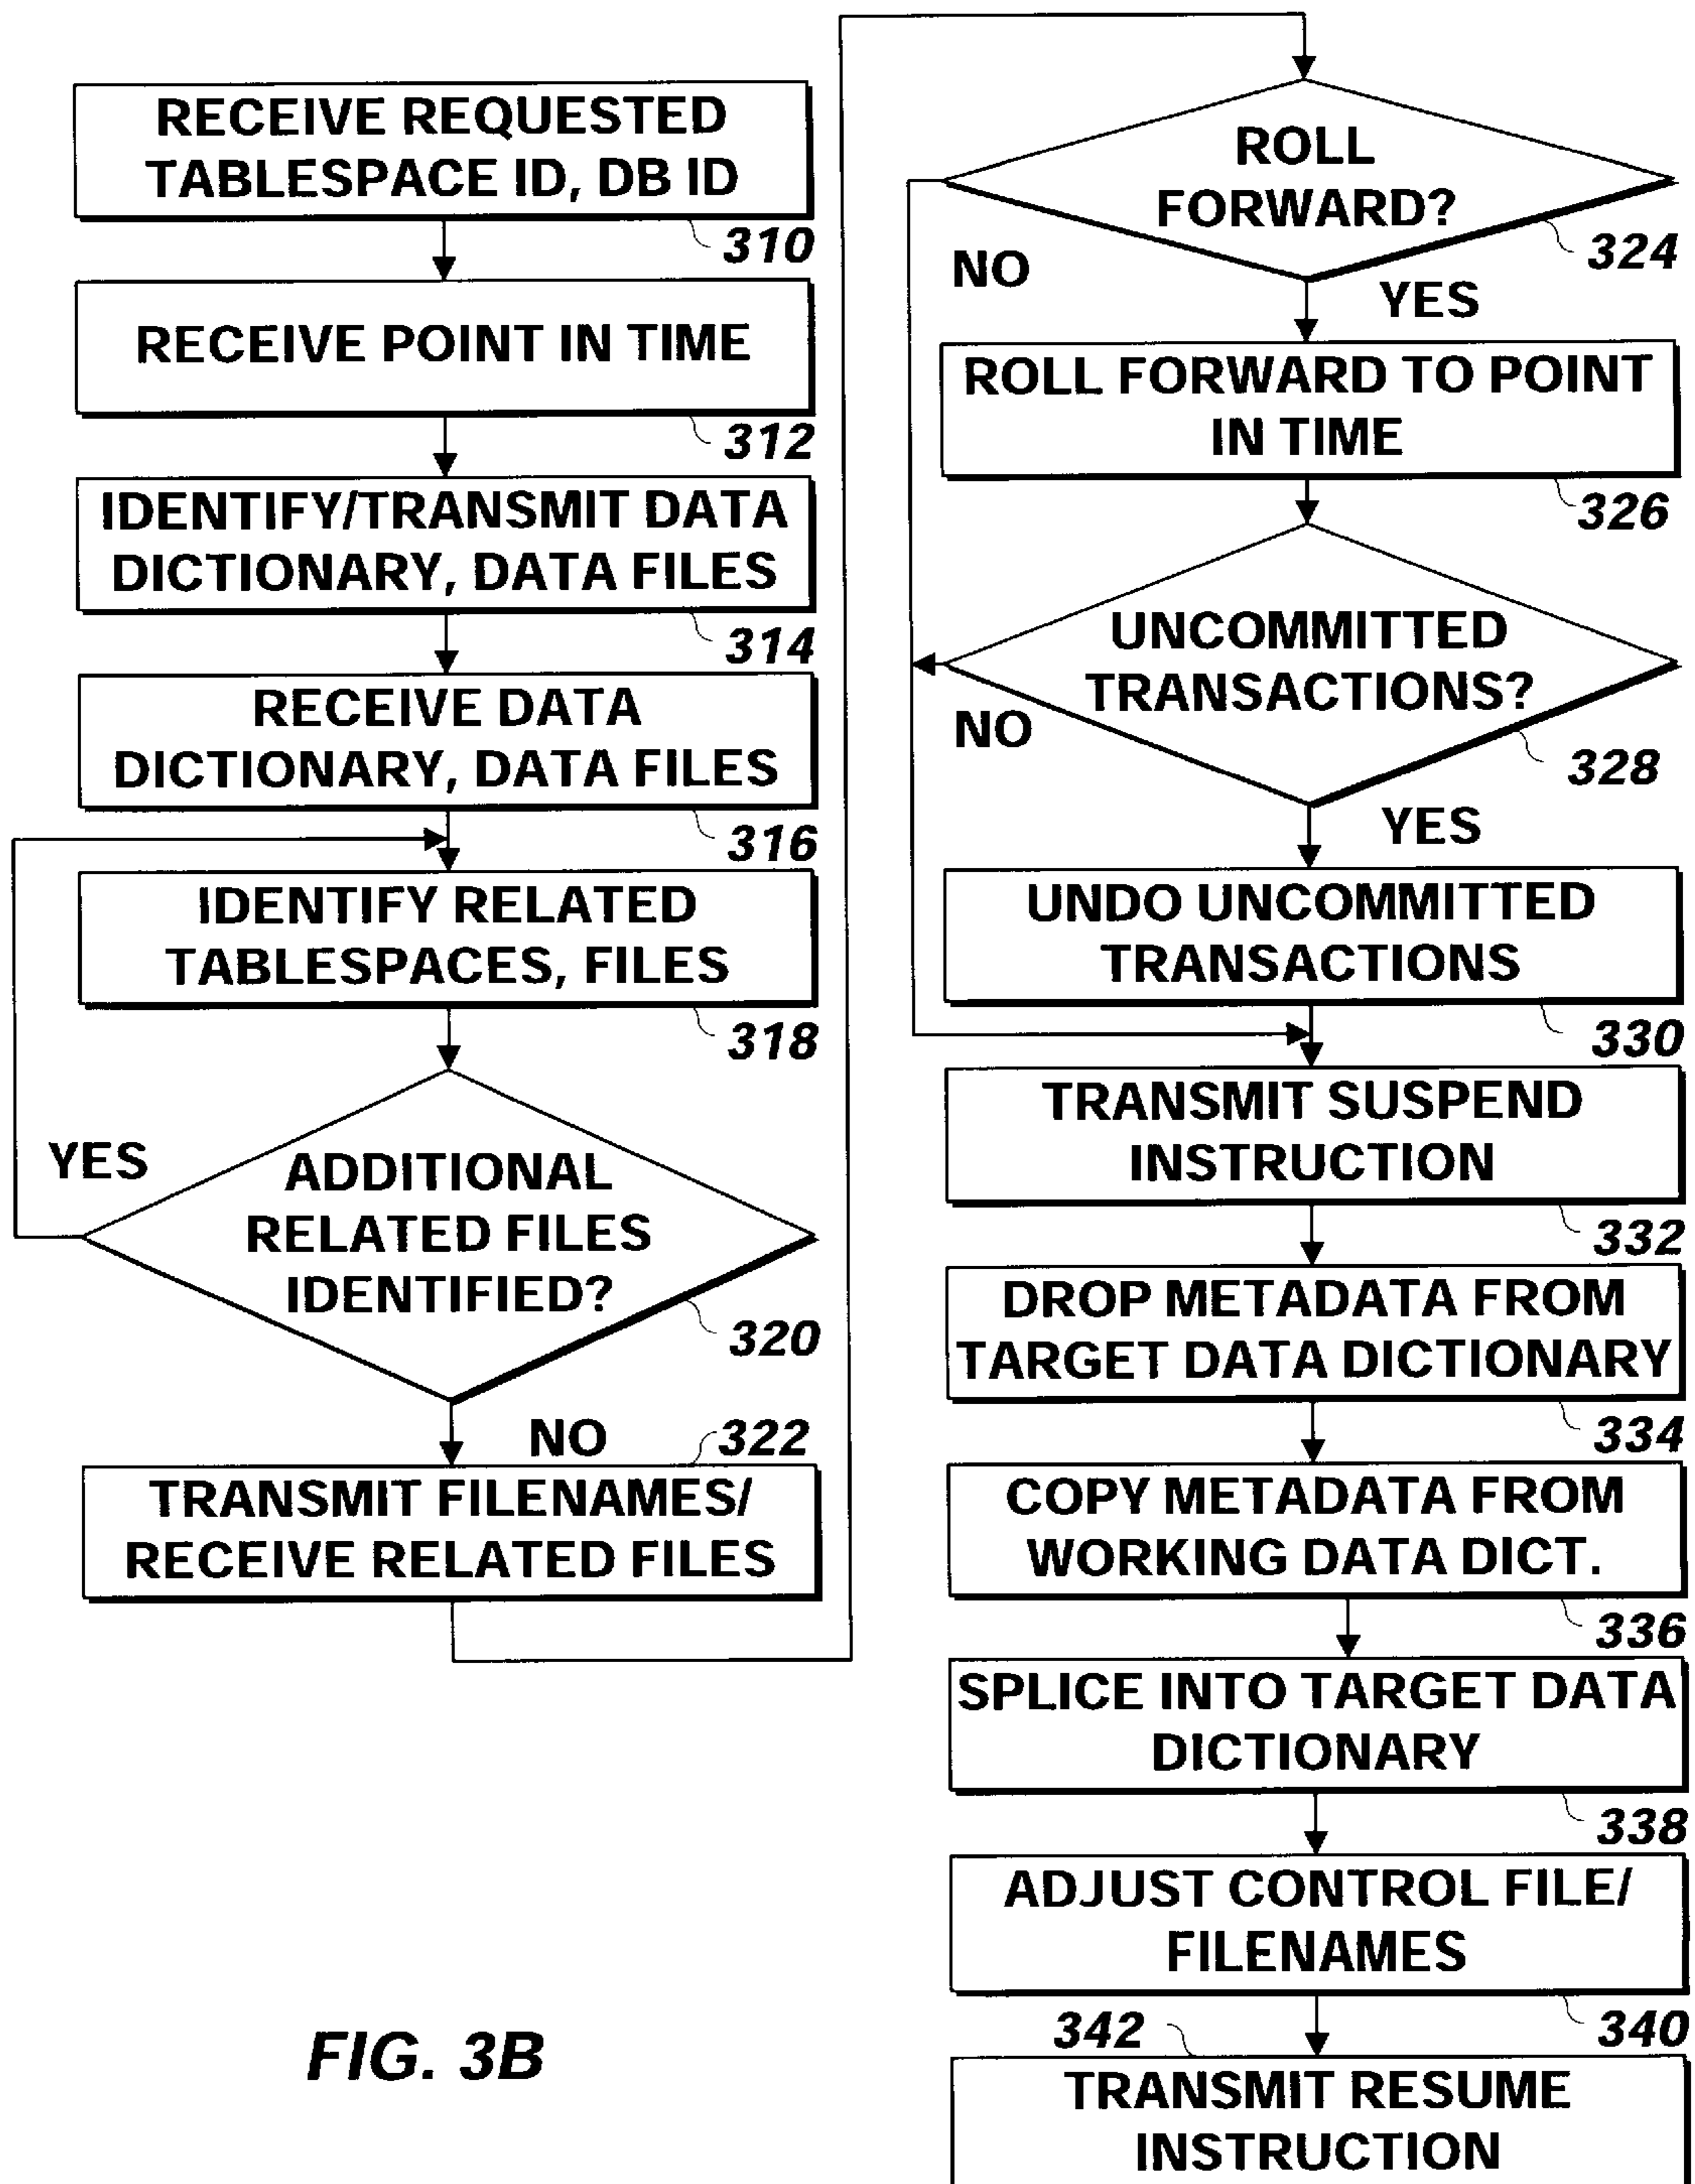 RECEIVE REQUESTED
TABLESPACE ID, DB ID
310
RECEIVE POINT IN TIME
312
IDENTIFY/TRANSMIT DATA
DICTIONARY, DATA FILES
314
RECEIVE DATA
DICTIONARY, DATA FILES
316
IDENTIFY RELATED
TABLESPACES, FILES
318
YES
ADDITIONAL
RELATED FILES
IDENTIFIED?
320
NO
322
TRANSMIT FILENAMES/
RECEIVE RELATED FILES
ROLL
FORWARD?
324
NO
YES
ROLL FORWARD TO POINT
IN TIME
326
UNCOMMITTED
TRANSACTIONS?
NO
328
YES
UNDO UNCOMMITTED
TRANSACTIONS
330
TRANSMIT SUSPEND
INSTRUCTION
332
DROP METADATA FROM
TARGET DATA DICTIONARY
334
COPY METADATA FROM
WORKING DATA DICT.
336
SPLICE INTO TARGET DATA
DICTIONARY
338
ADJUST CONTROL FILE/
FILENAMES
340
342
TRANSMIT RESUME
INSTRUCTION
FIG. 3B